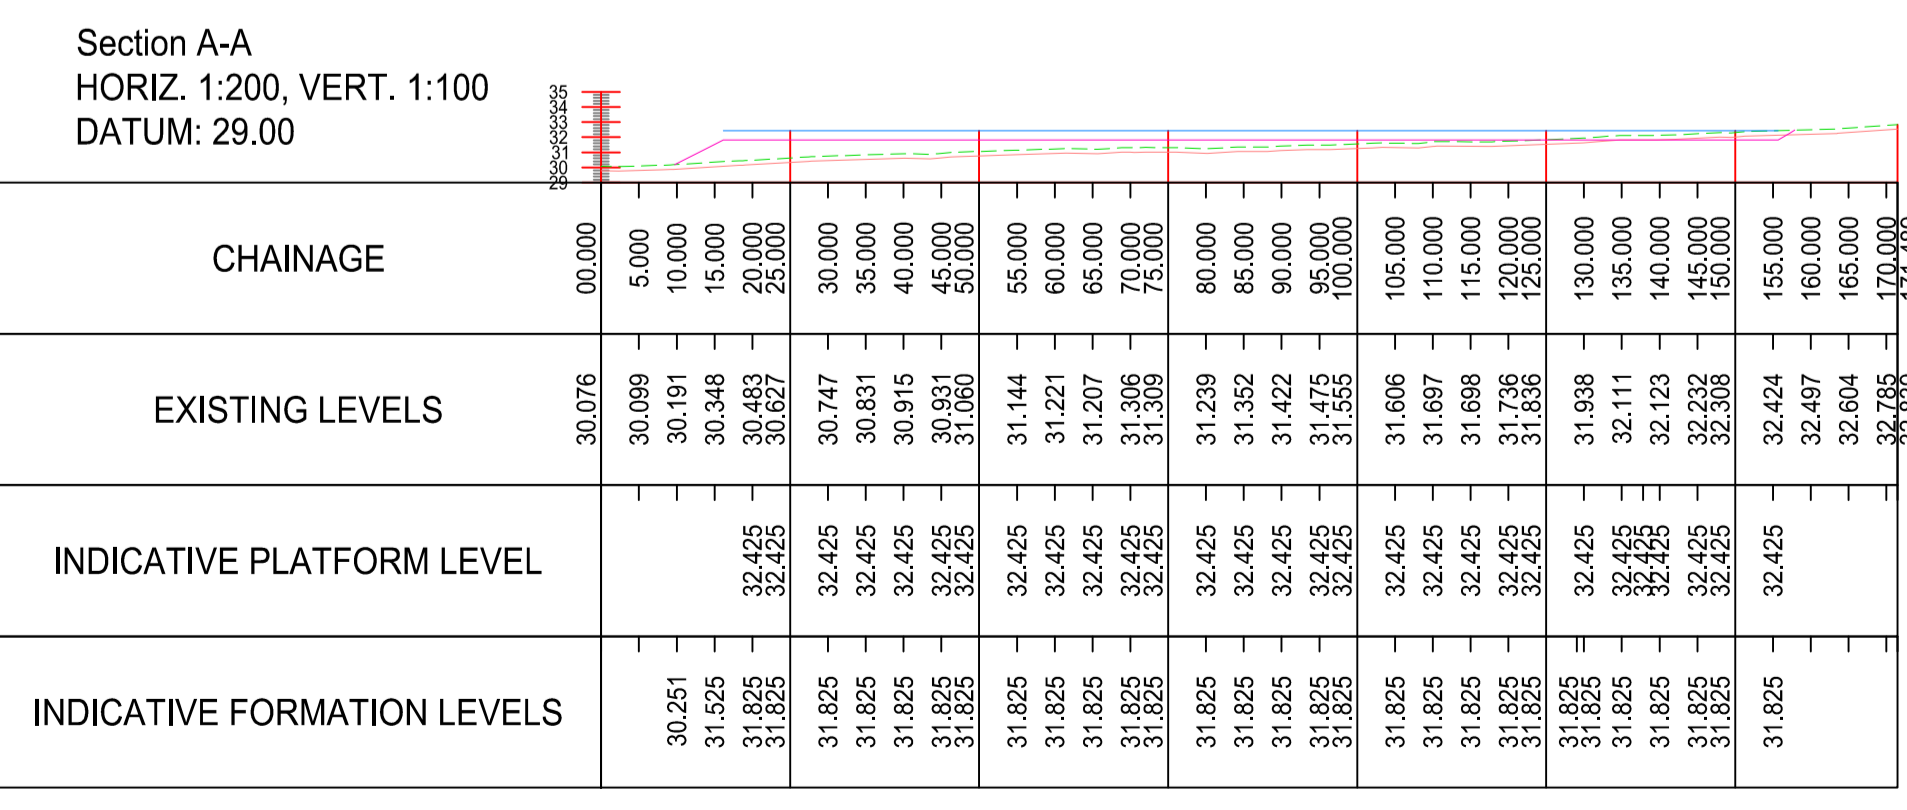 Section A-A
HORIZ. 1:200, VERT. 1:100
DATUM: 29.00
35
34
33
32
31
30
29
CHAINAGE 00.000 5.000 10.000 15.000 20.000 25.000 30.000 35.000 40.000 45.000 50.000 55.000 60.000 65.000 70.000 75.000 80.000 85.000 90.000 95.000 100.000 105.000 110.000 115.000 120.000 125.000 130.000 135.000 140.000 145.000 150.000 155.000 160.000 165.000 170.000
EXISTING LEVELS 30.076 30.099 30.191 30.348 30.483 30.627 30.747 30.831 30.915 30.931 31.060 31.144 31.221 31.207 31.306 31.309 31.239 31.352 31.422 31.475 31.555 31.606 31.697 31.698 31.736 31.836 31.938 32.111 32.123 32.232 32.308 32.424 32.497 32.604 32.785
INDICATIVE PLATFORM LEVEL 32.425 32.425 32.425 32.425 32.425 32.425 32.425 32.425 32.425 32.425 32.425 32.425 32.425 32.425 32.425 32.425 32.425 32.425 32.425 32.425 32.425 32.425 32.425 32.425 32.425 32.425 32.425 32.425 32.425
INDICATIVE FORMATION LEVELS 30.251 31.525 31.825 31.825 31.825 31.825 31.825 31.825 31.825 31.825 31.825 31.825 31.825 31.825 31.825 31.825 31.825 31.825 31.825 31.825 31.825 31.825 31.825 31.825 31.825 31.825 31.825 31.825 31.825 31.825 31.825